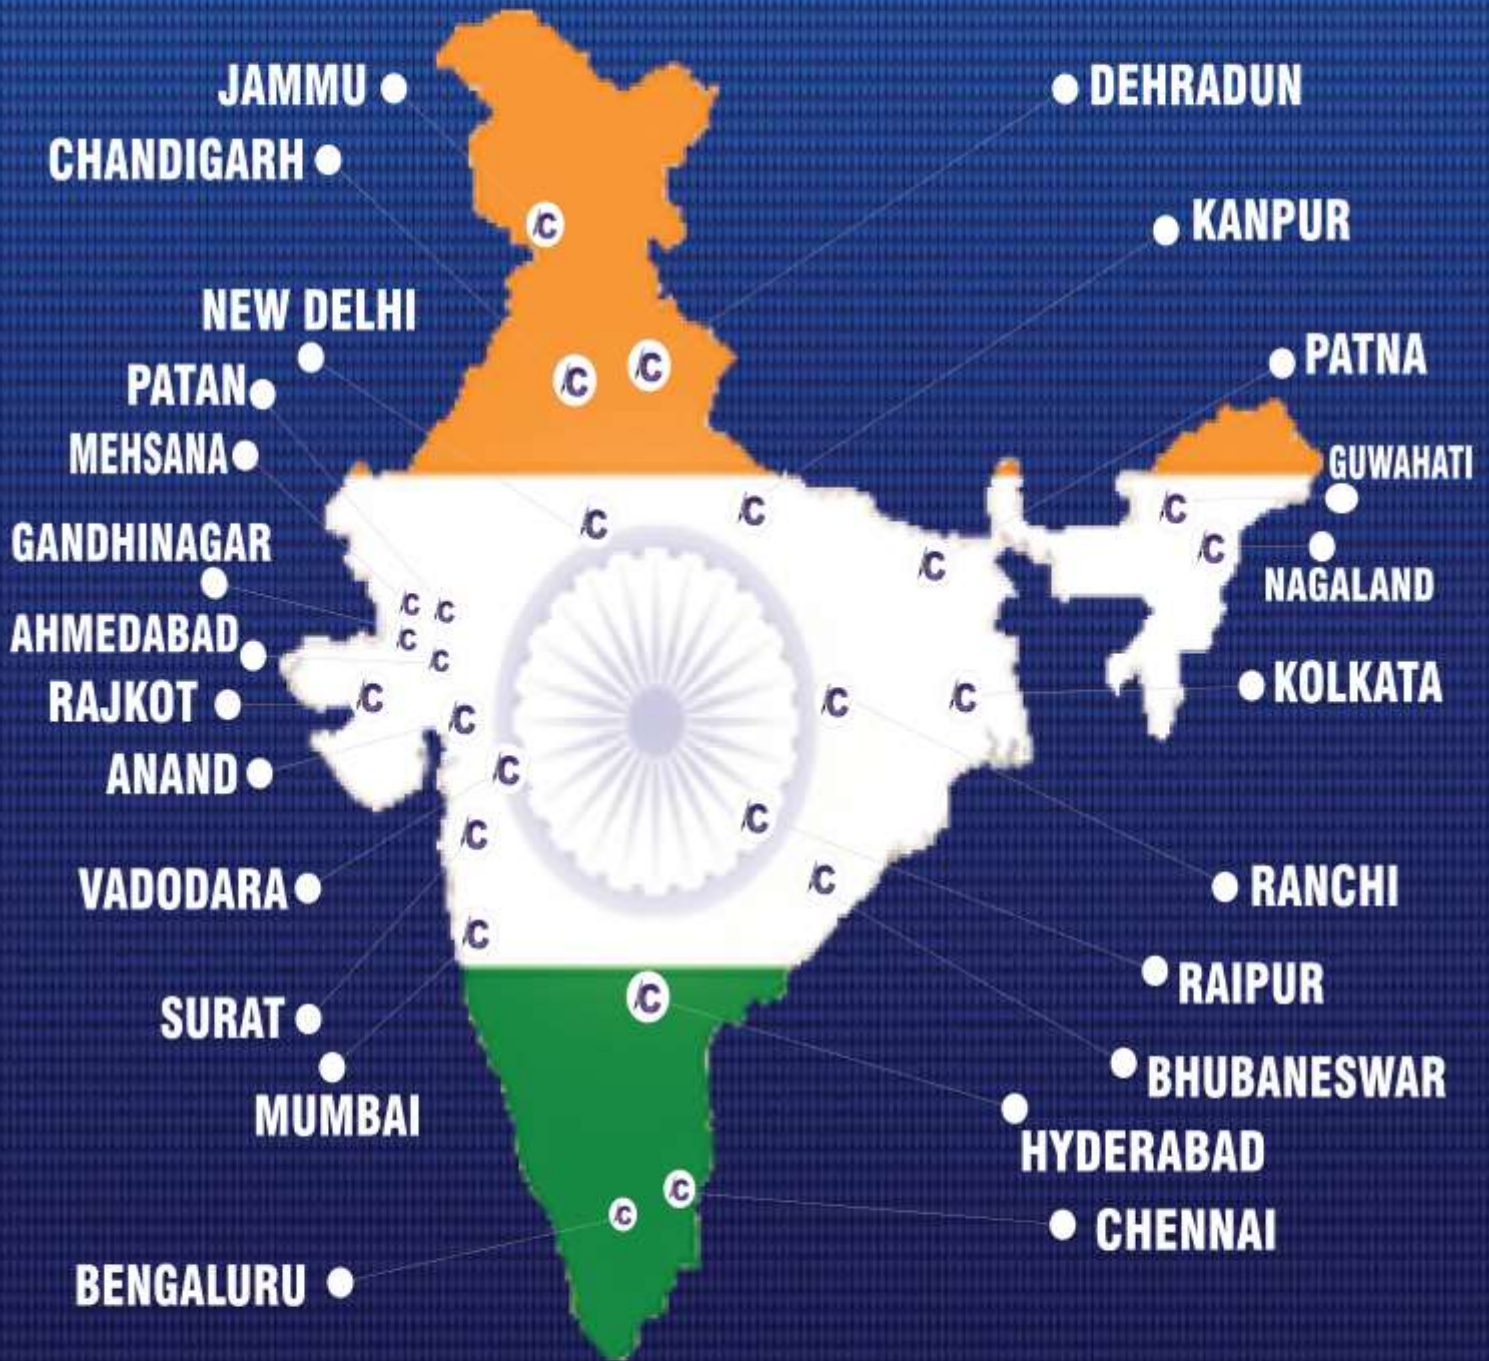 JAMMU
CHANDIGARH
NEW DELHI
PATAN
MEHSANA
GANDHINAGAR
AHMEDABAD
RAJKOT
ANAND
VADODARA
SURAT
MUMBAI
BENGALURU
DEHRADUN
KANPUR
PATNA
GUWAHATI
NAGALAND
KOLKATA
RANCHI
RAIPUR
BHUBANESWAR
HYDERABAD
CHENNAI